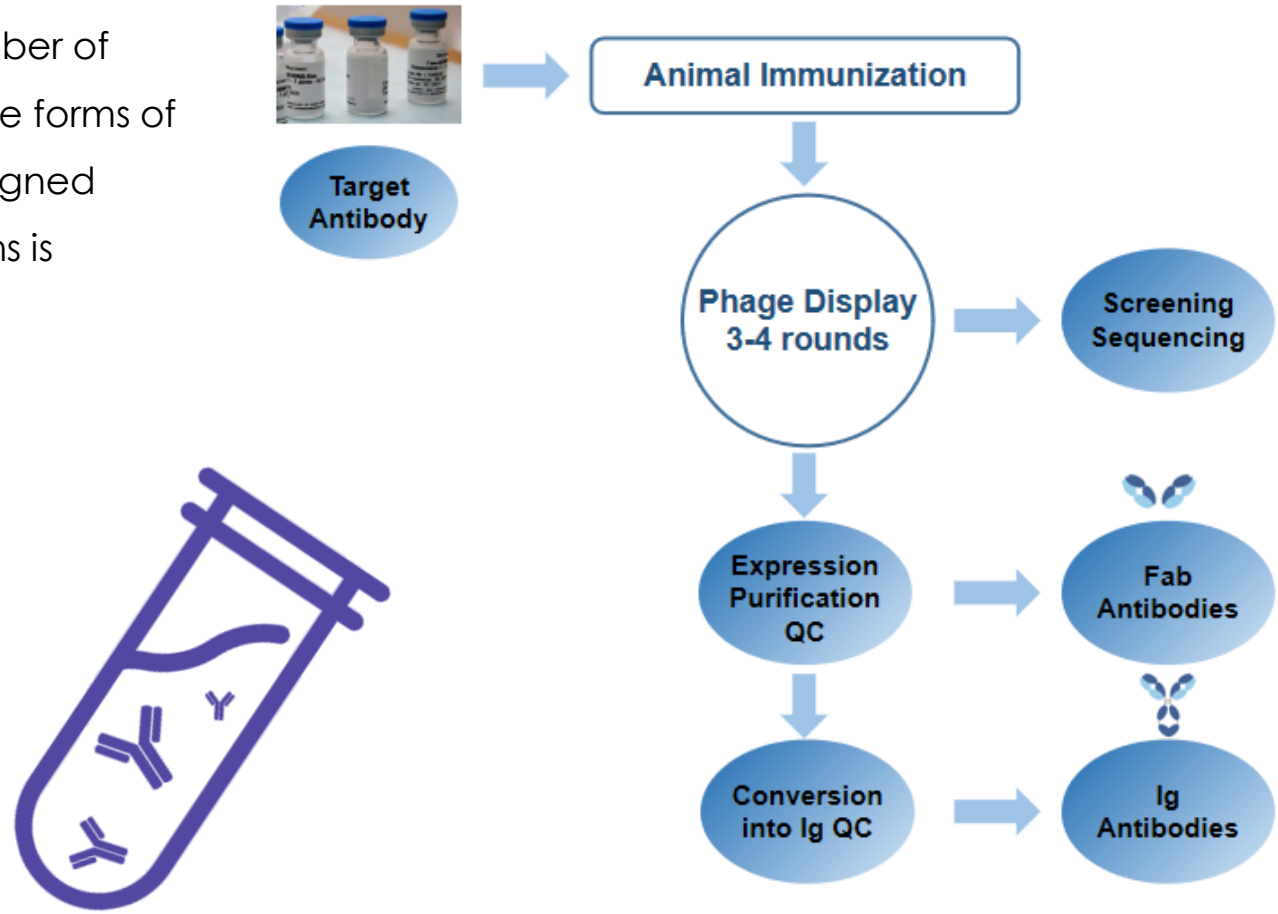 ber of
e forms of
igned
ns is
Target
Antibody
Animal Immunization
Phage Display
3-4 rounds
Screening
Sequencing
Expression
Purification
QC
Fab
Antibodies
Conversion
into Ig QC
Ig
Antibodies